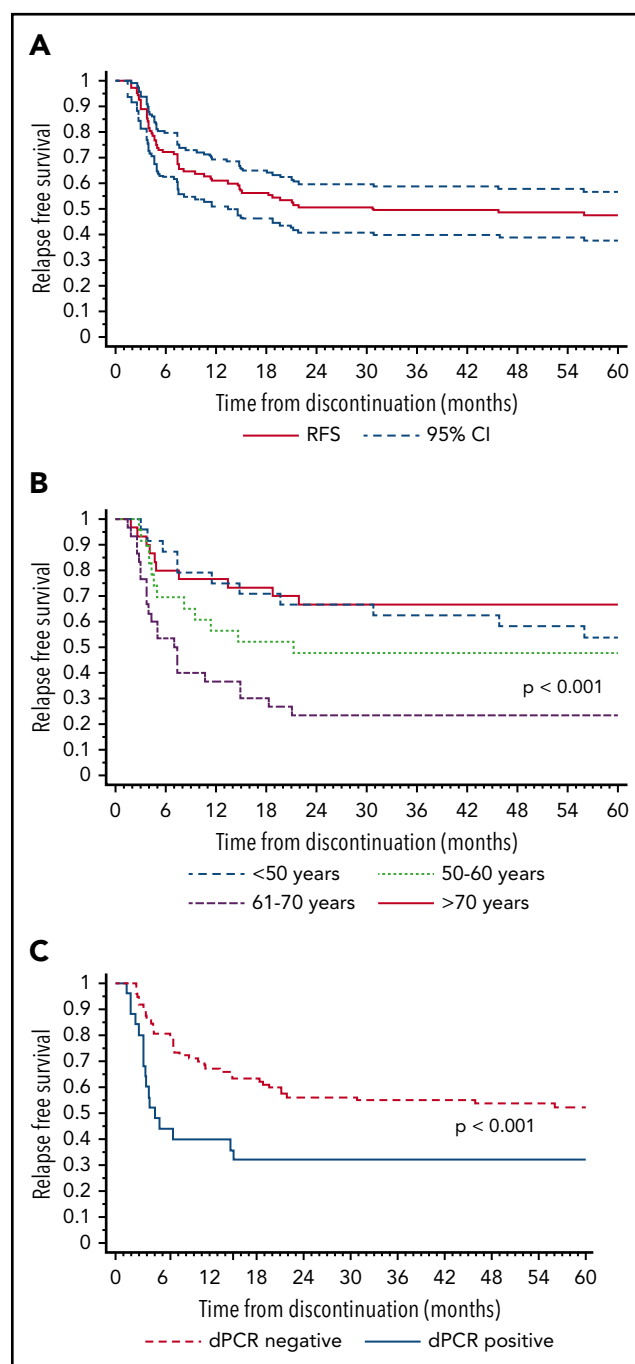 A
Relapse free survival
1
0.9
0.8
0.7
0.6
0.5
0.4
0.3
0.2
0.1
0
0 6 12 18 24 30 36 42 48 54 60
Time from discontinuation (months)
RFS 95% CI
B
Relapse free survival
1
0.9
0.8
0.7
0.6
0.5
0.4
0.3
0.2
0.1
0
p < 0.001
0 6 12 18 24 30 36 42 48 54 60
Time from discontinuation (months)
<50 years 50-60 years
61-70 years >70 years
C
Relapse free survival
1
0.9
0.8
0.7
0.6
0.5
0.4
0.3
0.2
0.1
0
p < 0.001
0 6 12 18 24 30 36 42 48 54 60
Time from discontinuation (months)
dPCR negative dPCR positive